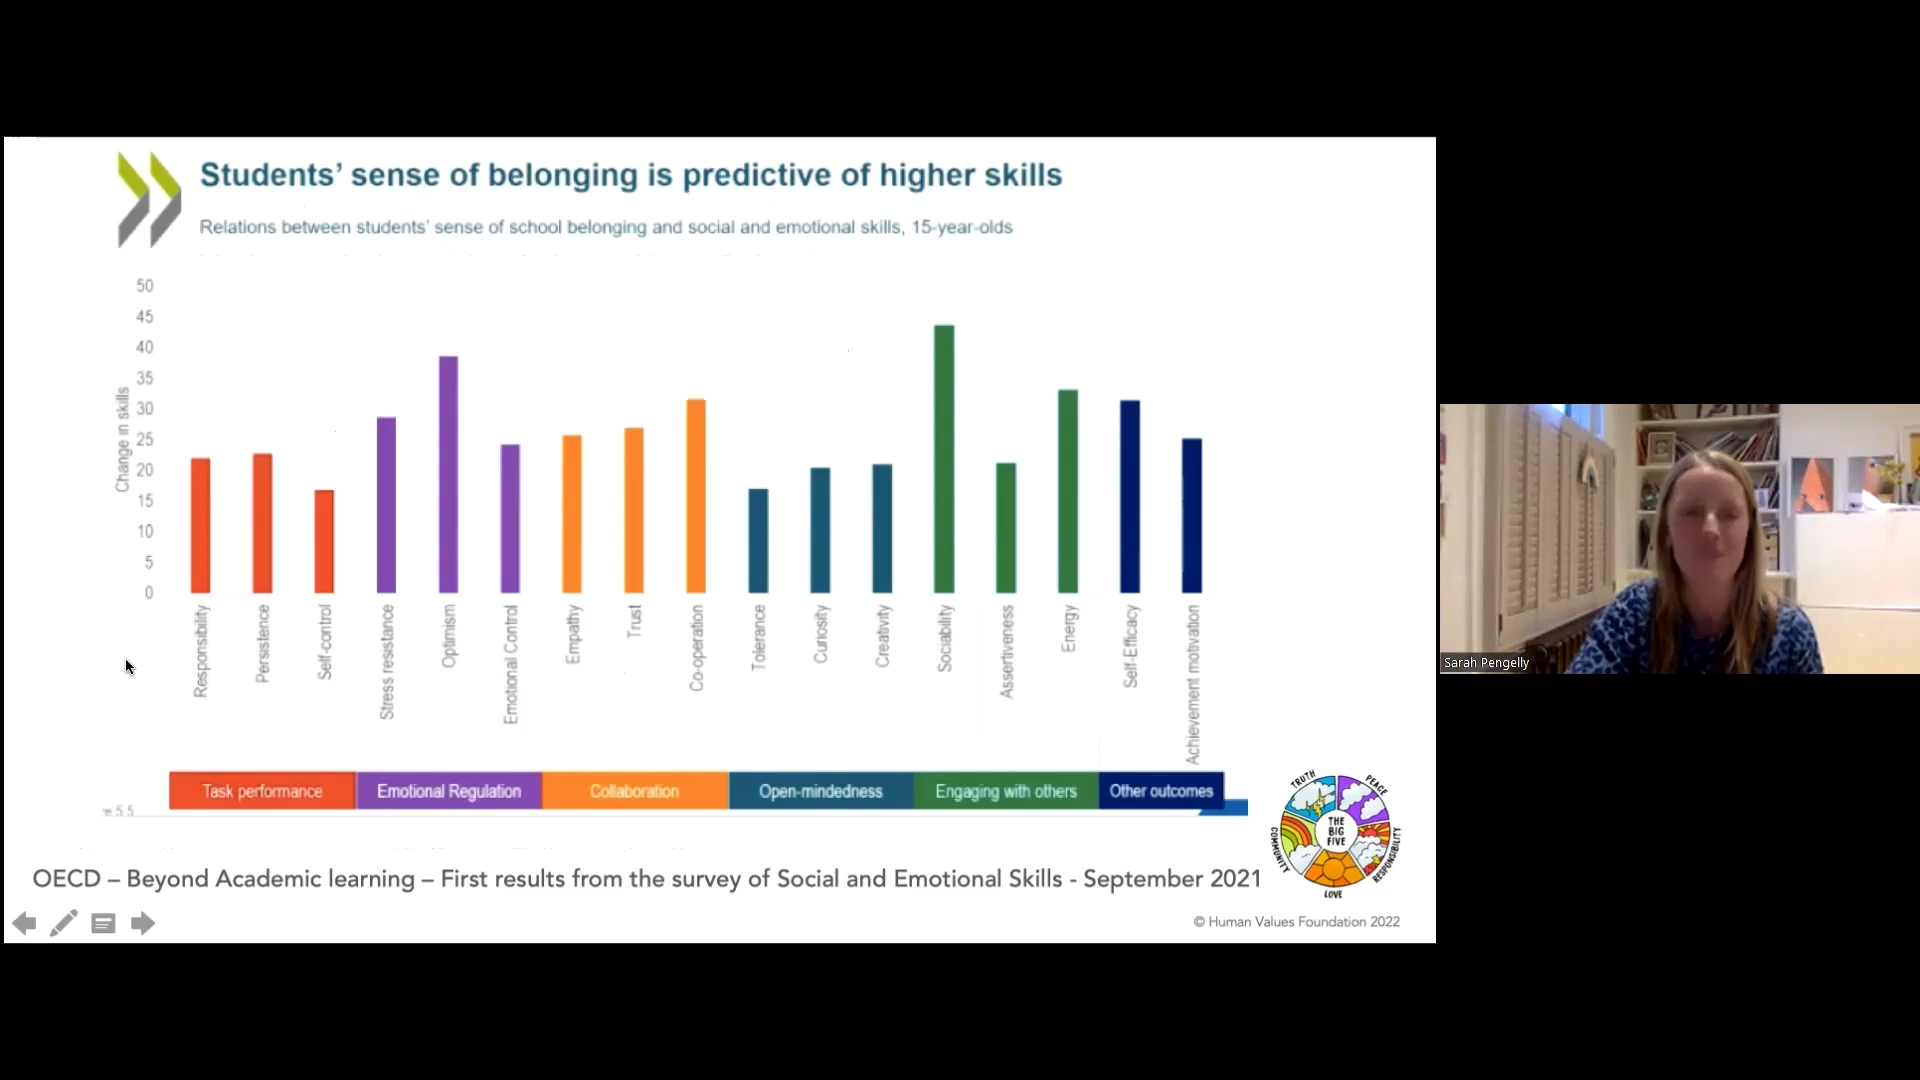 Students' sense of belonging is predictive of higher skills
Relations between students' sense of school belonging and social and emotional skills, 15-year-olds
Change in skills
50
45
40
35
30
25
20
15
10
5
0
Responsibility
Persistence
Self-control
Stress resistance
Optimism
Emotional Control
Empathy
Trust
Co-operation
Tolerance
Curiosity
Creativity
Sociability
Assertiveness
Energy
Self-Efficacy
Achievement motivation
Task performance
Emotional Regulation
Collaboration
Open-mindedness
Engaging with others
Other outcomes
5.5
TRUTH
PEACE
COMMUNITY
THE
BIG
FIVE
RESPONSIBILITY
LOVE
OECD – Beyond Academic learning – First results from the survey of Social and Emotional Skills - September 2021
© Human Values Foundation 2022
Sarah Pengelly